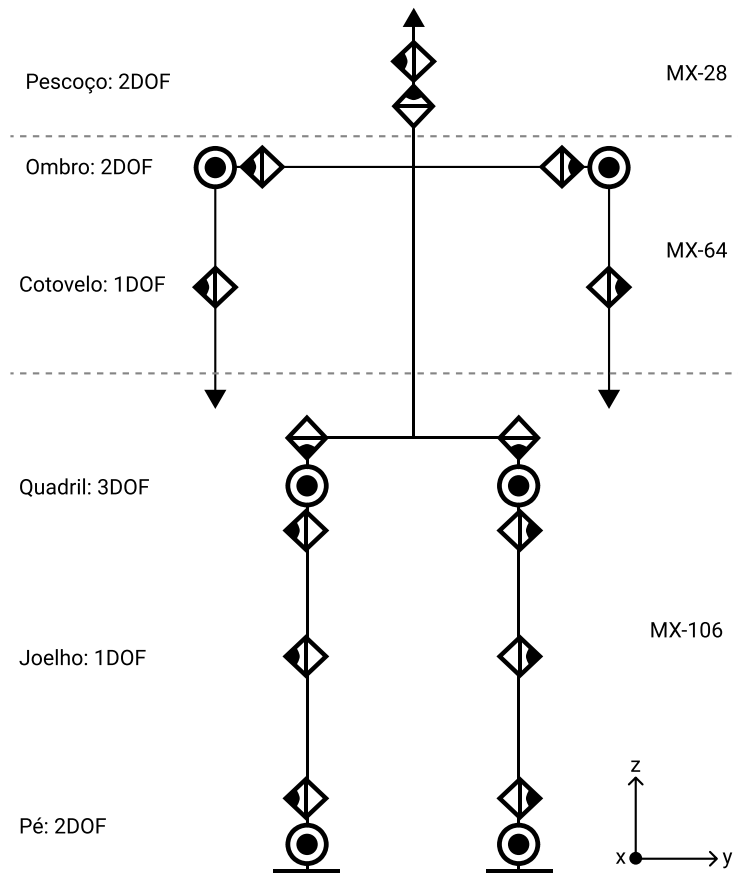 Pescoço: 2DOF
MX-28
Ombro: 2DOF
MX-64
Cotovelo: 1DOF
Quadril: 3DOF
MX-106
Joelho: 1DOF
z
Pé: 2DOF
x
y